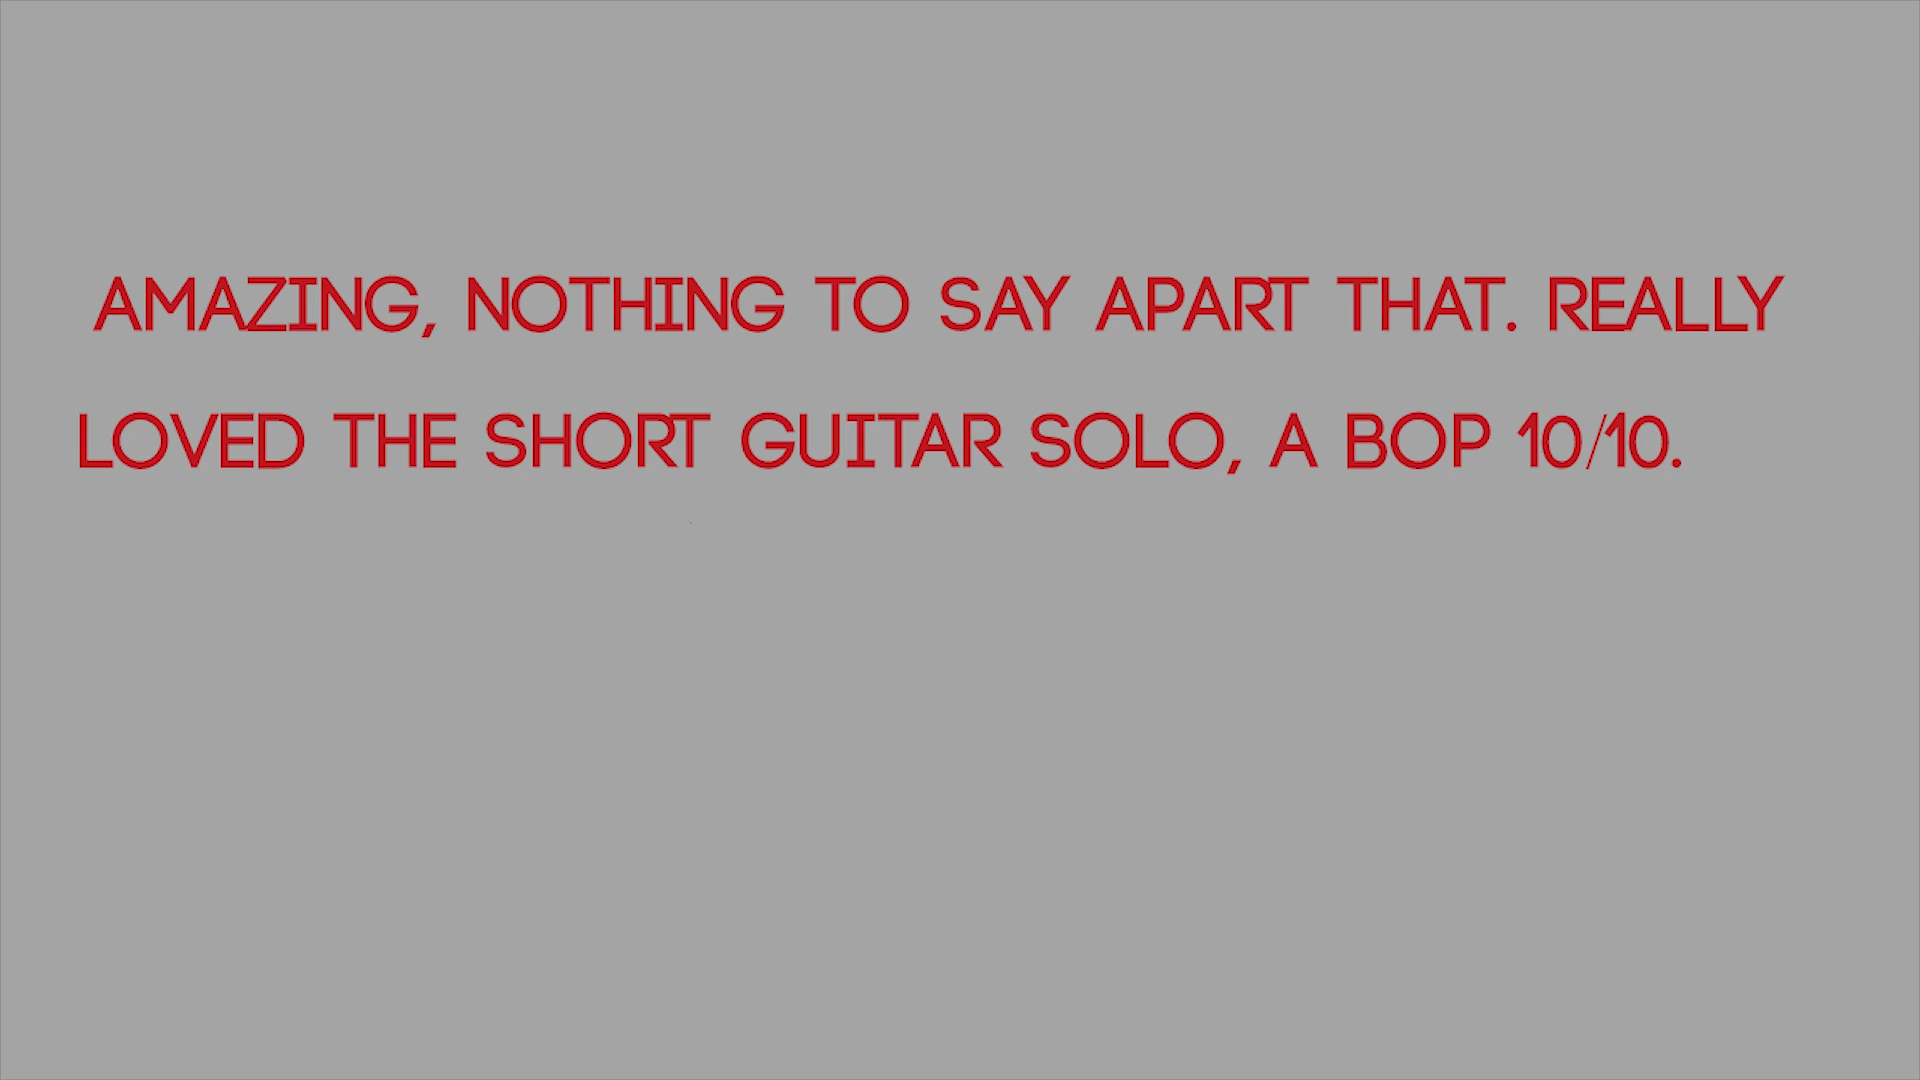 AMAZING, NOTHING TO SAY APART THAT. REALLY
LOVED THE SHORT GUITAR SOLO, A BOP 10/10.